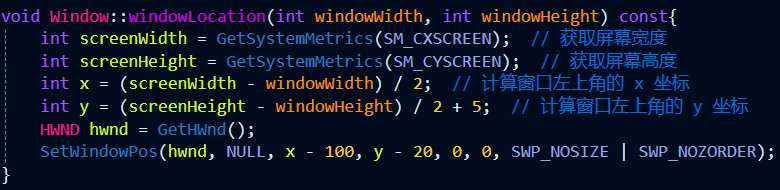 void Window::windowLocation(int windowWidth, int windowHeight) const{
int screenWidth = GetSystemMetrics(SM_CXSCREEN);  // 获取屏幕宽度
int screenHeight = GetSystemMetrics(SM_CYSCREEN);  // 获取屏幕高度
int x = (screenWidth - windowWidth) / 2;  // 计算窗口左上角的 x 坐标
int y = (screenHeight - windowHeight) / 2 + 5;  // 计算窗口左上角的 y 坐标
HWND hwnd = GetHWnd();
SetWindowPos(hwnd, NULL, x - 100, y - 20, 0, 0, SWP_NOSIZE | SWP_NOZORDER);
}